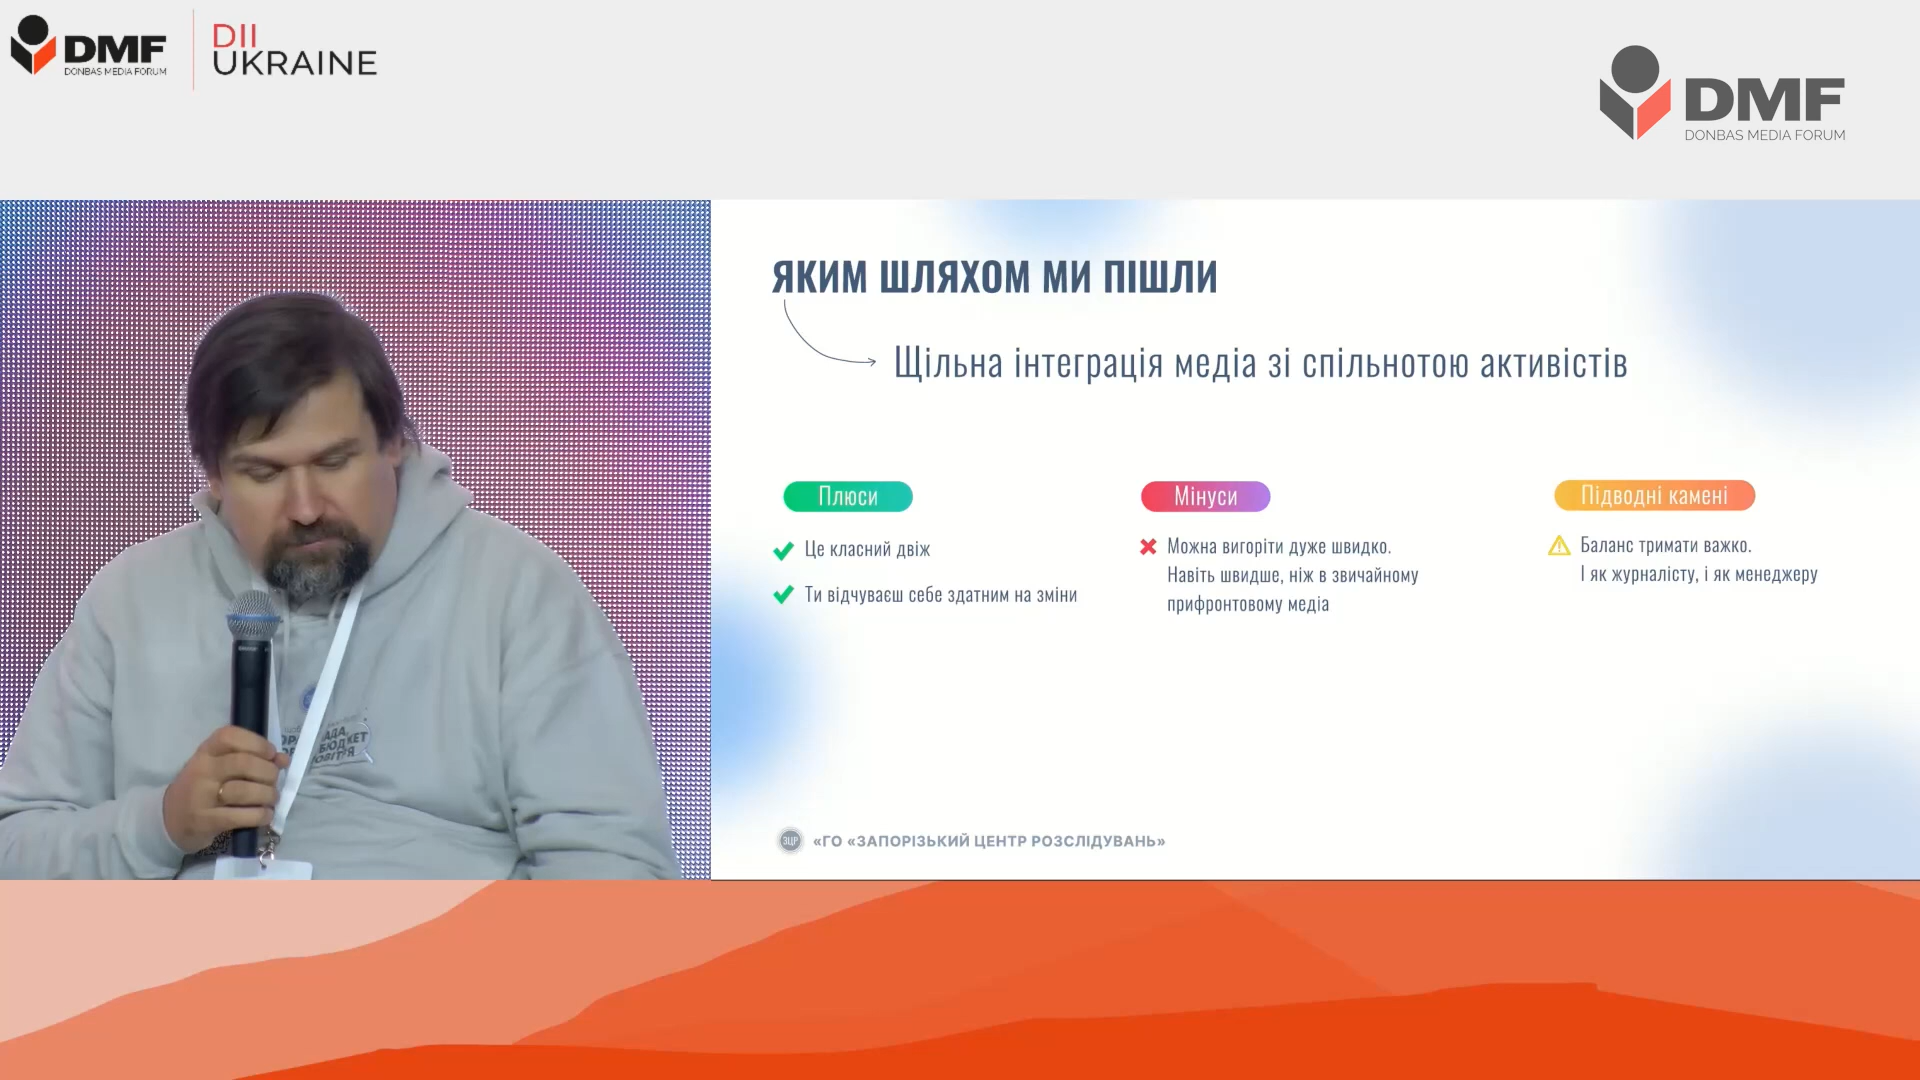 DMF
DONBAS MEDIA FORUM
DII
UKRAINE
DMF
DONBAS MEDIA FORUM
ЯКИМ ШЛЯХОМ МИ ПІШЛИ
Щільна інтеграція медіа зі спільнотою активістів
Плюси
Це класний двіж
Ти відчуваєш себе здатним на зміни
Мінуси
Можна вигоріти дуже швидко.
Навіть швидше, ніж в звичайному
прифронтовому медіа
Підводні камені
Баланс тримати важко.
І як журналісту, і як менеджеру
ЗЦР
«ГО «ЗАПОРІЗЬКИЙ ЦЕНТР РОЗСЛІДУВАНЬ»